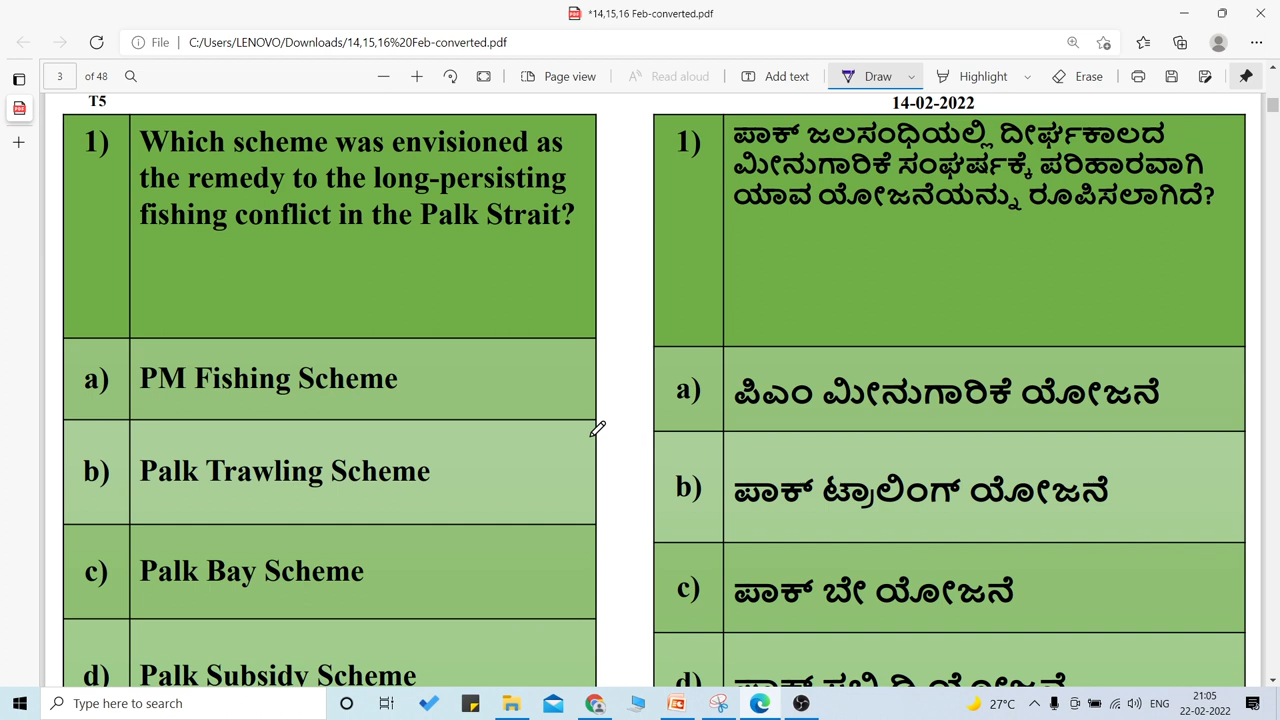 *14,15,16 Feb-converted.pdf
File C:/Users/LENOVO/Downloads/14,15,16%20Feb-converted.pdf
3 of 48 Page view Read aloud Add text Draw Highlight Erase
T5
14-02-2022
1) Which scheme was envisioned as
the remedy to the long-persisting
fishing conflict in the Palk Strait?
a) PM Fishing Scheme
b) Palk Trawling Scheme
c) Palk Bay Scheme
d) Palk Subsidy Scheme
1) ಪಾಕ್ ಜಲಸಂಧಿಯಲ್ಲಿ ದೀರ್ಘಕಾಲದ
ಮೀನುಗಾರಿಕೆ ಸಂಘರ್ಷಕ್ಕೆ ಪರಿಹಾರವಾಗಿ
ಯಾವ ಯೋಜನೆಯನ್ನು ರೂಪಿಸಲಾಗಿದೆ?
a) ಪಿಎಂ ಮೀನುಗಾರಿಕೆ ಯೋಜನೆ
b) ಪಾಕ್ ಟ್ರಾಲಿಂಗ್ ಯೋಜನೆ
c) ಪಾಕ್ ಬೇ ಯೋಜನೆ
d) ಪಾಕ್ ಸಬ್ಸಿಡಿ ಯೋಜನೆ
Type here to search
27°C ENG 21:05
22-02-2022